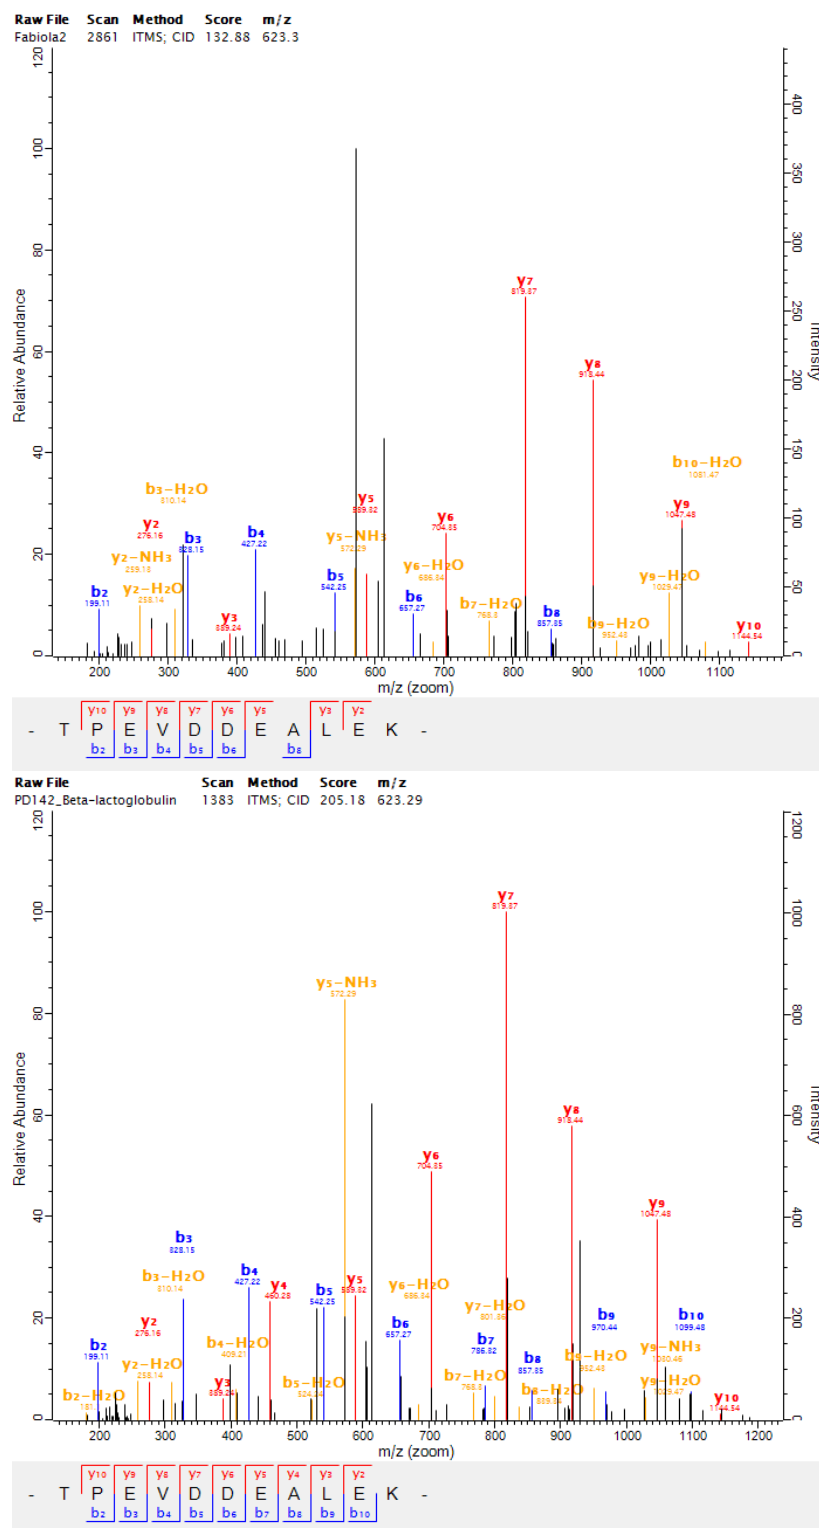 Raw File Scan Method Score m/z
Fabiola2 2861 ITMS; CID 132.88 623.3
120
100
80
60
40
20
0
Relative Abundance
400
350
300
250
200
150
100
50
0
Intensity
b2
199.11
y2-NH3
259.13
y2-H2O
258.14
y2
276.16
b3-H2O
310.14
b3
328.15
y3
389.24
b4
427.22
b5
542.25
y5-NH3
572.29
y5
589.32
b6
657.27
y6-H2O
686.34
y6
704.35
b7-H2O
768.3
y7
819.37
b8
857.35
y8
918.44
b9-H2O
952.43
y9-H2O
1029.47
y9
1047.48
b10-H2O
1081.47
y10
1144.54
200 300 400 500 600 700 800 900 1000 1100
m/z (zoom)
y10 y9 y8 y7 y6 y5 y3 y2
- T P E V D D E A L E K -
b2 b3 b4 b5 b6 b8
Raw File Scan Method Score m/z
PD142_Beta-lactoglobulin 1383 ITMS; CID 205.18 623.29
120
100
80
60
40
20
0
Relative Abundance
1200
1000
800
600
400
200
0
Intensity
b2-H2O
b2
199.11
y2-H2O
258.14
y2
276.16
b3-H2O
310.14
b3
328.15
y3
389.24
b4-H2O
409.21
b4
427.22
y4
460.28
b5-H2O
524.24
b5
542.25
y5-NH3
572.29
y5
589.32
b6
657.27
y6-H2O
686.34
y6
704.35
b7-H2O
768.3
b7
786.32
y7-H2O
801.36
y7
819.37
b8-H2O
839.34
b8
857.35
y8
918.44
b9-H2O
952.43
b9
970.44
y9-H2O
1029.47
y9-NH3
1030.46
y9
1047.48
b10
1099.48
y10
1144.54
200 300 400 500 600 700 800 900 1000 1100 1200
m/z (zoom)
y10 y9 y8 y7 y6 y5 y4 y3 y2
- T P E V D D E A L E K -
b2 b3 b4 b5 b6 b7 b8 b9 b10